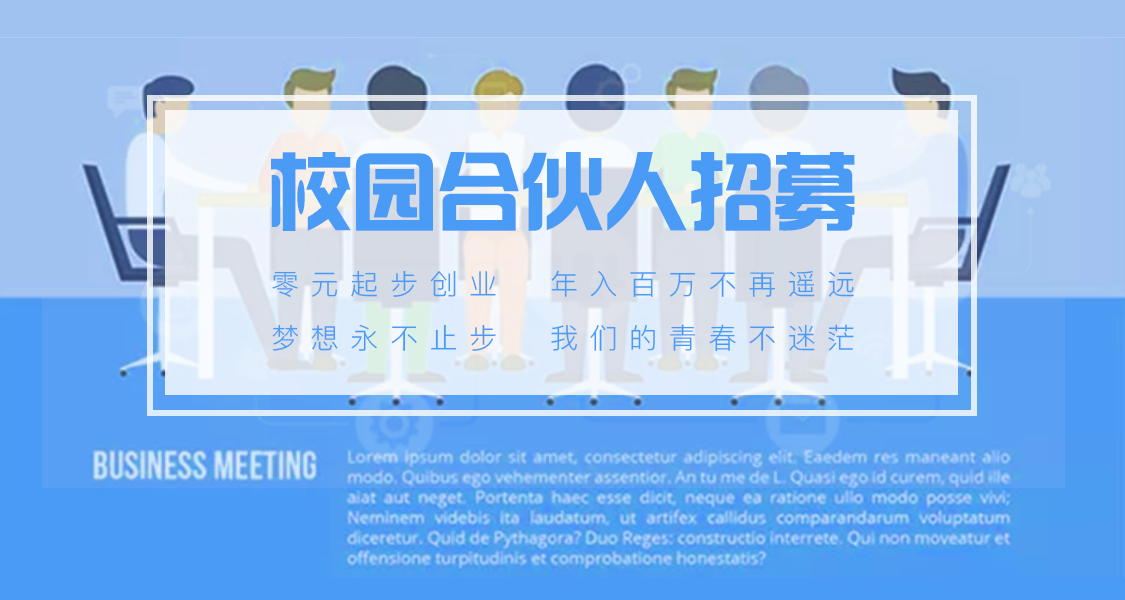 校园合伙人招募
零元起步创业 年入百万不再遥远
梦想永不止步 我们的青春不迷茫
BUSINESS MEETING
Lorem ipsum dolor sit amet, consectetur adipiscing elit. Eaedem res maneant alio
modo. Quibus ego vehementer assentior. An tu me de L. Quasi ego id curem, quid ille
aiat aut neget. Portenta haec esse dicit, neque ea ratione ullo modo posse vivi;
Neminem videbis ita laudatum, ut artifex callidus comparandarum voluptatum
diceretur. Quid de Pythagora? Duo Reges: constructio interrete. Qui non moveatur et
offensione turpitudinis et comprobatione honestatis?